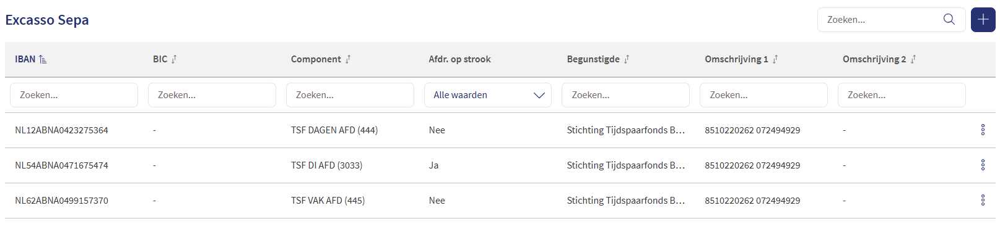 Excasso Sepa
Zoeken...
IBAN BIC Component Afdr. op strook Begunstigde Omschrijving 1 Omschrijving 2
Zoeken... Zoeken... Zoeken... Alle waarden Zoeken... Zoeken... Zoeken...
NL12ABNA0423275364 - TSF DAGEN AFD (444) Nee Stichting Tijdspaarfonds B... 8510220262 072494929 -
NL54ABNA0471675474 - TSF DI AFD (3033) Ja Stichting Tijdspaarfonds B... 8510220262 072494929 -
NL62ABNA0499157370 - TSF VAK AFD (445) Nee Stichting Tijdspaarfonds B... 8510220262 072494929 -